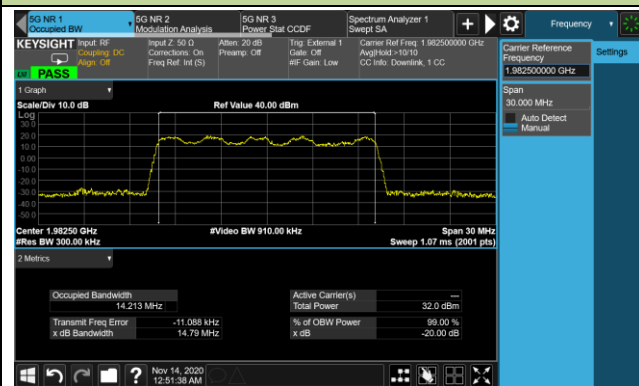 5G NR 1
Occupied BW
5G NR 2
Modulation Analysis
5G NR 3
Power Stat CCDF
Spectrum Analyzer 1
Swept SA
+
Frequency
KEYSIGHT
Input: RF
Coupling: DC
Align: Off
Input Z: 50 Ω
Corrections: On
Freq Ref: Int (S)
Atten: 20 dB
Preamp: Off
Trig: External 1
Gate: Off
#IF Gain: Low
Carrier Ref Freq: 1.982500000 GHz
Avg|Hold:>10/10
CC Info: Downlink, 1 CC
PASS
Carrier Reference
Frequency
1.982500000 GHz
Settings
Span
30.000 MHz
Auto Detect
Manual
1 Graph
Scale/Div 10.0 dB
Ref Value 40.00 dBm
Log
30.0
20.0
10.0
0.00
-10.0
-20.0
-30.0
-40.0
-50.0
Center 1.98250 GHz
#Video BW 910.00 kHz
Span 30 MHz
#Res BW 300.00 kHz
Sweep 1.07 ms (2001 pts)
2 Metrics
Occupied Bandwidth
14.213 MHz
Transmit Freq Error -11.088 kHz
x dB Bandwidth 14.79 MHz
Active Carrier(s) ---
Total Power 32.0 dBm
% of OBW Power 99.00 %
x dB -20.00 dB
?
Nov 14, 2020
12:51:38 AM